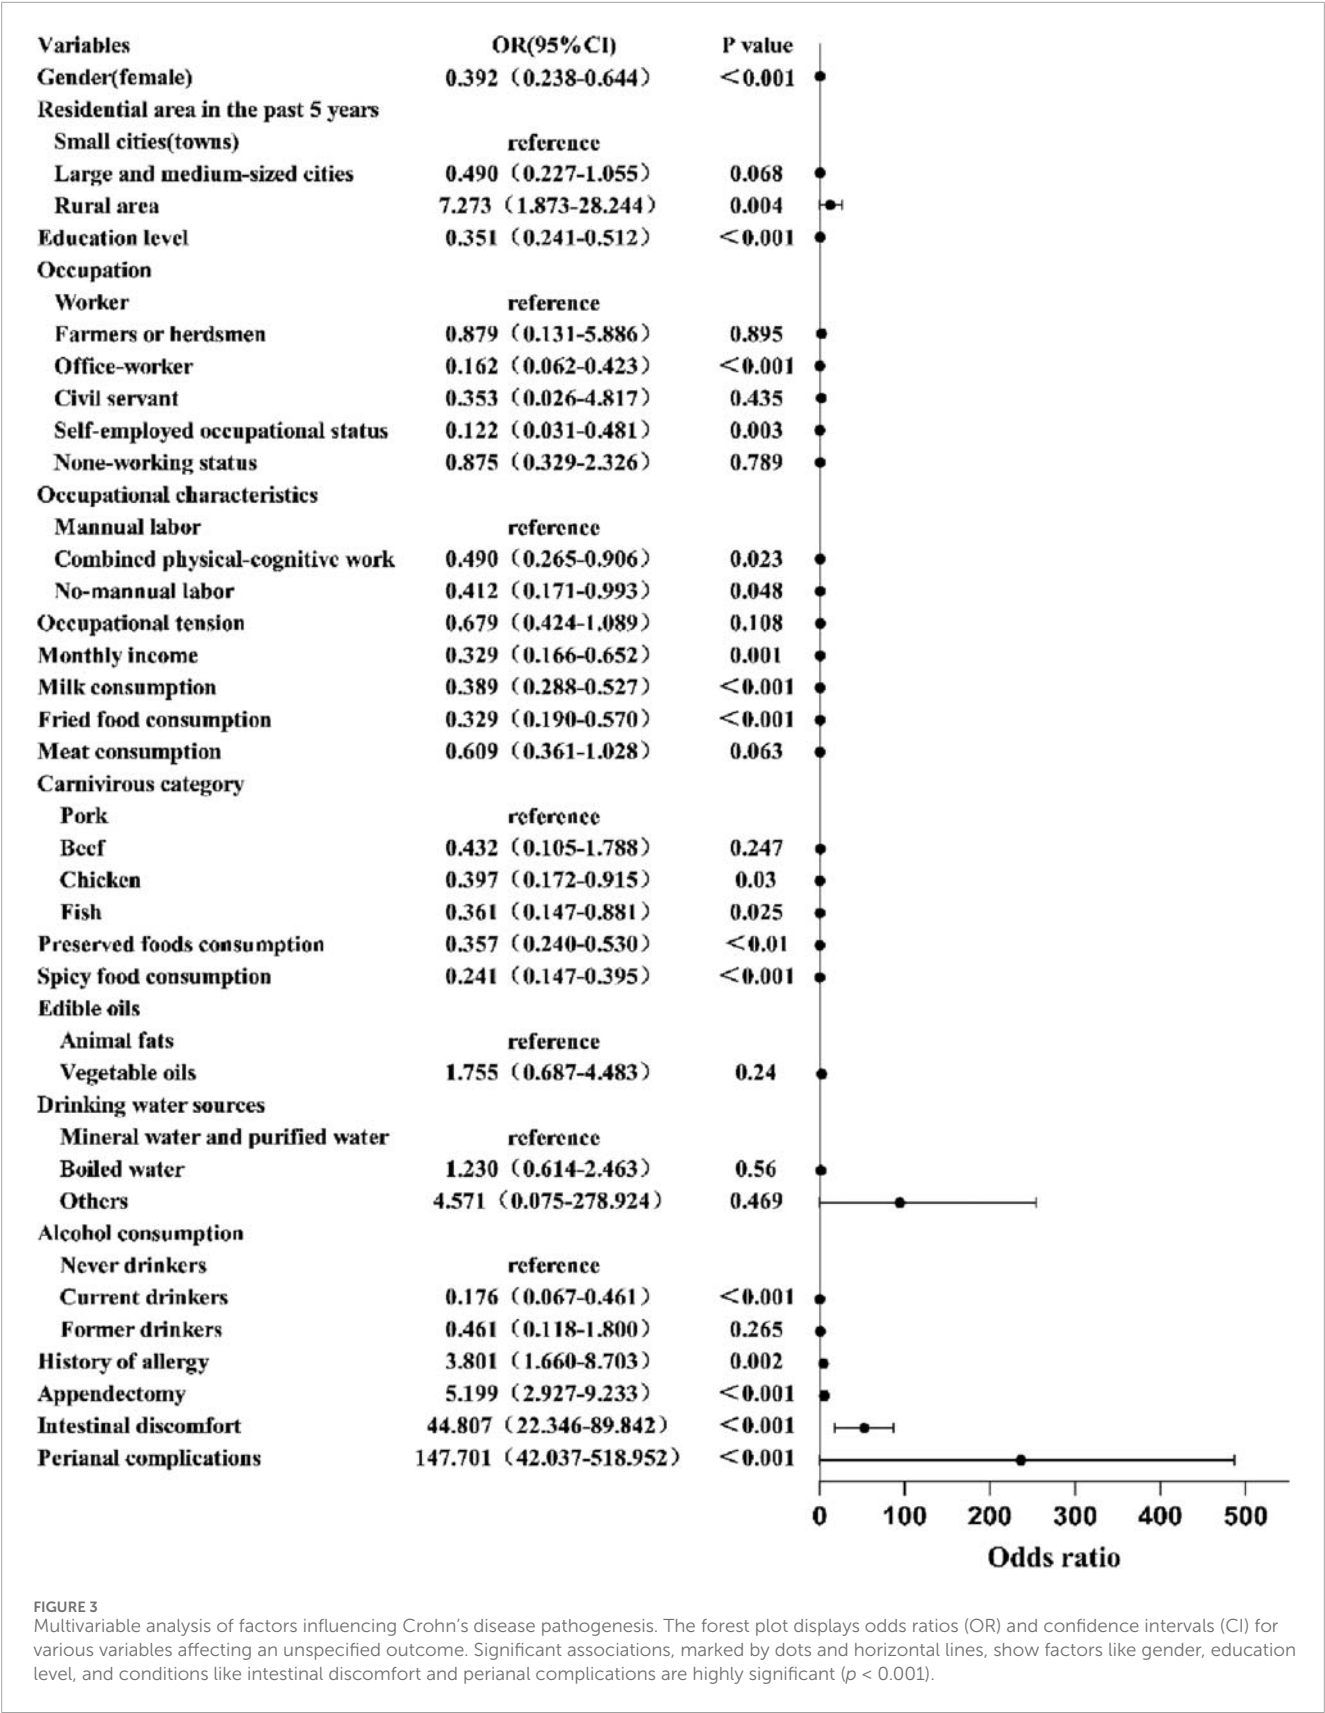 Variables OR(95%CI) P value
Gender(female) 0.392（0.238-0.644） <0.001
Residential area in the past 5 years
Small cities(towns) reference
Large and medium-sized cities 0.490（0.227-1.055） 0.068
Rural area 7.273（1.873-28.244） 0.004
Education level 0.351（0.241-0.512） <0.001
Occupation
Worker reference
Farmers or herdsmen 0.879（0.131-5.886） 0.895
Office-worker 0.162（0.062-0.423） <0.001
Civil servant 0.353（0.026-4.817） 0.435
Self-employed occupational status 0.122（0.031-0.481） 0.003
None-working status 0.875（0.329-2.326） 0.789
Occupational characteristics
Mannual labor reference
Combined physical-cognitive work 0.490（0.265-0.906） 0.023
No-mannual labor 0.412（0.171-0.993） 0.048
Occupational tension 0.679（0.424-1.089） 0.108
Monthly income 0.329（0.166-0.652） 0.001
Milk consumption 0.389（0.288-0.527） <0.001
Fried food consumption 0.329（0.190-0.570） <0.001
Meat consumption 0.609（0.361-1.028） 0.063
Carnivirous category
Pork reference
Beef 0.432（0.105-1.788） 0.247
Chicken 0.397（0.172-0.915） 0.03
Fish 0.361（0.147-0.881） 0.025
Preserved foods consumption 0.357（0.240-0.530） <0.01
Spicy food consumption 0.241（0.147-0.395） <0.001
Edible oils
Animal fats reference
Vegetable oils 1.755（0.687-4.483） 0.24
Drinking water sources
Mineral water and purified water reference
Boiled water 1.230（0.614-2.463） 0.56
Others 4.571（0.075-278.924） 0.469
Alcohol consumption
Never drinkers reference
Current drinkers 0.176（0.067-0.461） <0.001
Former drinkers 0.461（0.118-1.800） 0.265
History of allergy 3.801（1.660-8.703） 0.002
Appendectomy 5.199（2.927-9.233） <0.001
Intestinal discomfort 44.807（22.346-89.842） <0.001
Perianal complications 147.701（42.037-518.952） <0.001
0 100 200 300 400 500
Odds ratio
FIGURE 3
Multivariable analysis of factors influencing Crohn's disease pathogenesis. The forest plot displays odds ratios (OR) and confidence intervals (CI) for
various variables affecting an unspecified outcome. Significant associations, marked by dots and horizontal lines, show factors like gender, education
level, and conditions like intestinal discomfort and perianal complications are highly significant (p < 0.001).